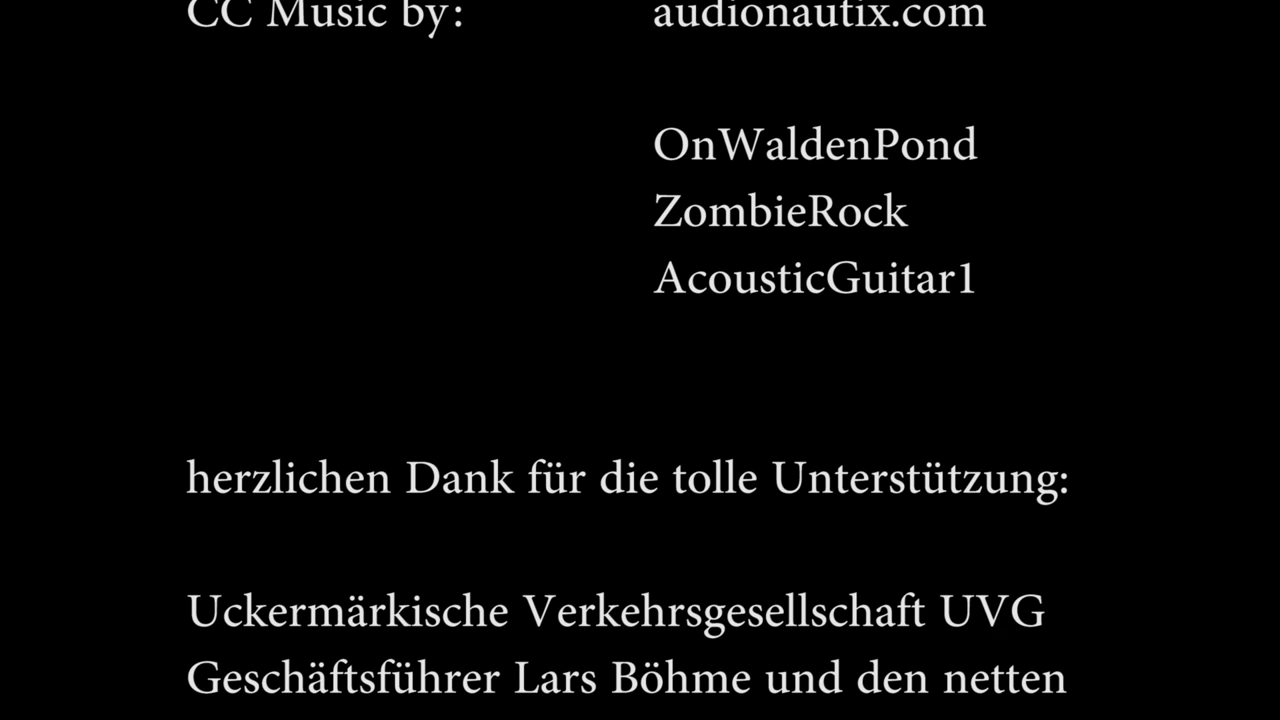 CC Music by: audionautix.com
OnWaldenPond
ZombieRock
AcousticGuitar1
herzlichen Dank für die tolle Unterstützung:
Uckermärkische Verkehrsgesellschaft UVG
Geschäftsführer Lars Böhme und den netten